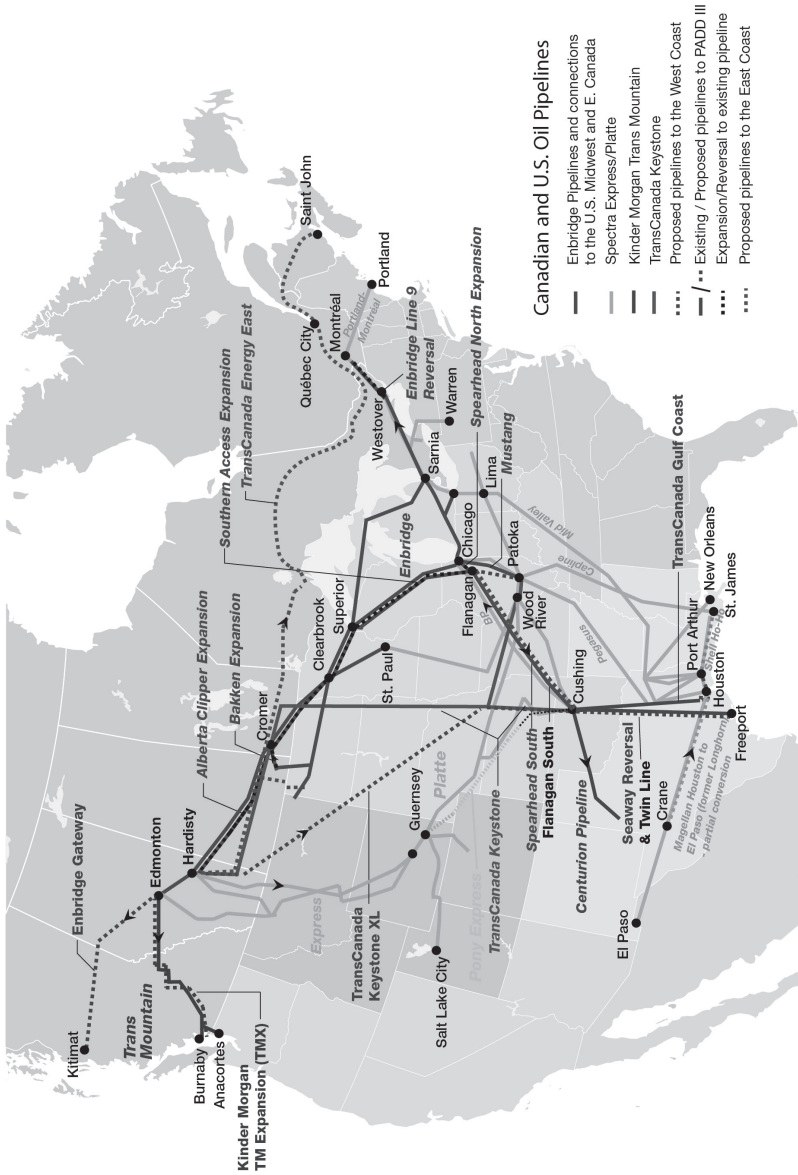 Canadian and U.S. Oil Pipelines
Enbridge Pipelines and connections
to the U.S. Midwest and E. Canada
Spectra Express/Platte
Kinder Morgan Trans Mountain
TransCanada Keystone
Proposed pipelines to the West Coast
Existing / Proposed pipelines to PADD III
Expansion/Reversal to existing pipeline
Proposed pipelines to the East Coast
Kitimat
Enbridge Gateway
Trans
Mountain
Edmonton
Hardisty
Burnaby
Anacortes
Kinder Morgan
TM Expansion (TMX)
Alberta Clipper Expansion
Bakken Expansion
Cromer
Clearbrook
Superior
Southern Access Expansion
TransCanada Energy East
Québec City
Montréal
Saint John
Portland
Portland-
Montréal
Enbridge Line 9
Reversal
Westover
Sarnia
Warren
Enbridge
Spearhead North Expansion
Mustang
Lima
Chicago
Flanagan
Patoka
Wood
River
St. Paul
Express
TransCanada
Keystone XL
Guernsey
Platte
Salt Lake City
Pony Express
TransCanada Keystone
Spearhead South
Flanagan South
BP
Mid Valley
Capline
Pegasus
Cushing
Centurion Pipeline
Seaway Reversal
& Twin Line
TransCanada Gulf Coast
Port Arthur
New Orleans
St. James
Shell Ho-Ho
Houston
Freeport
Crane
El Paso
Magellan Houston to
El Paso (former Longhorn)
- partial conversion